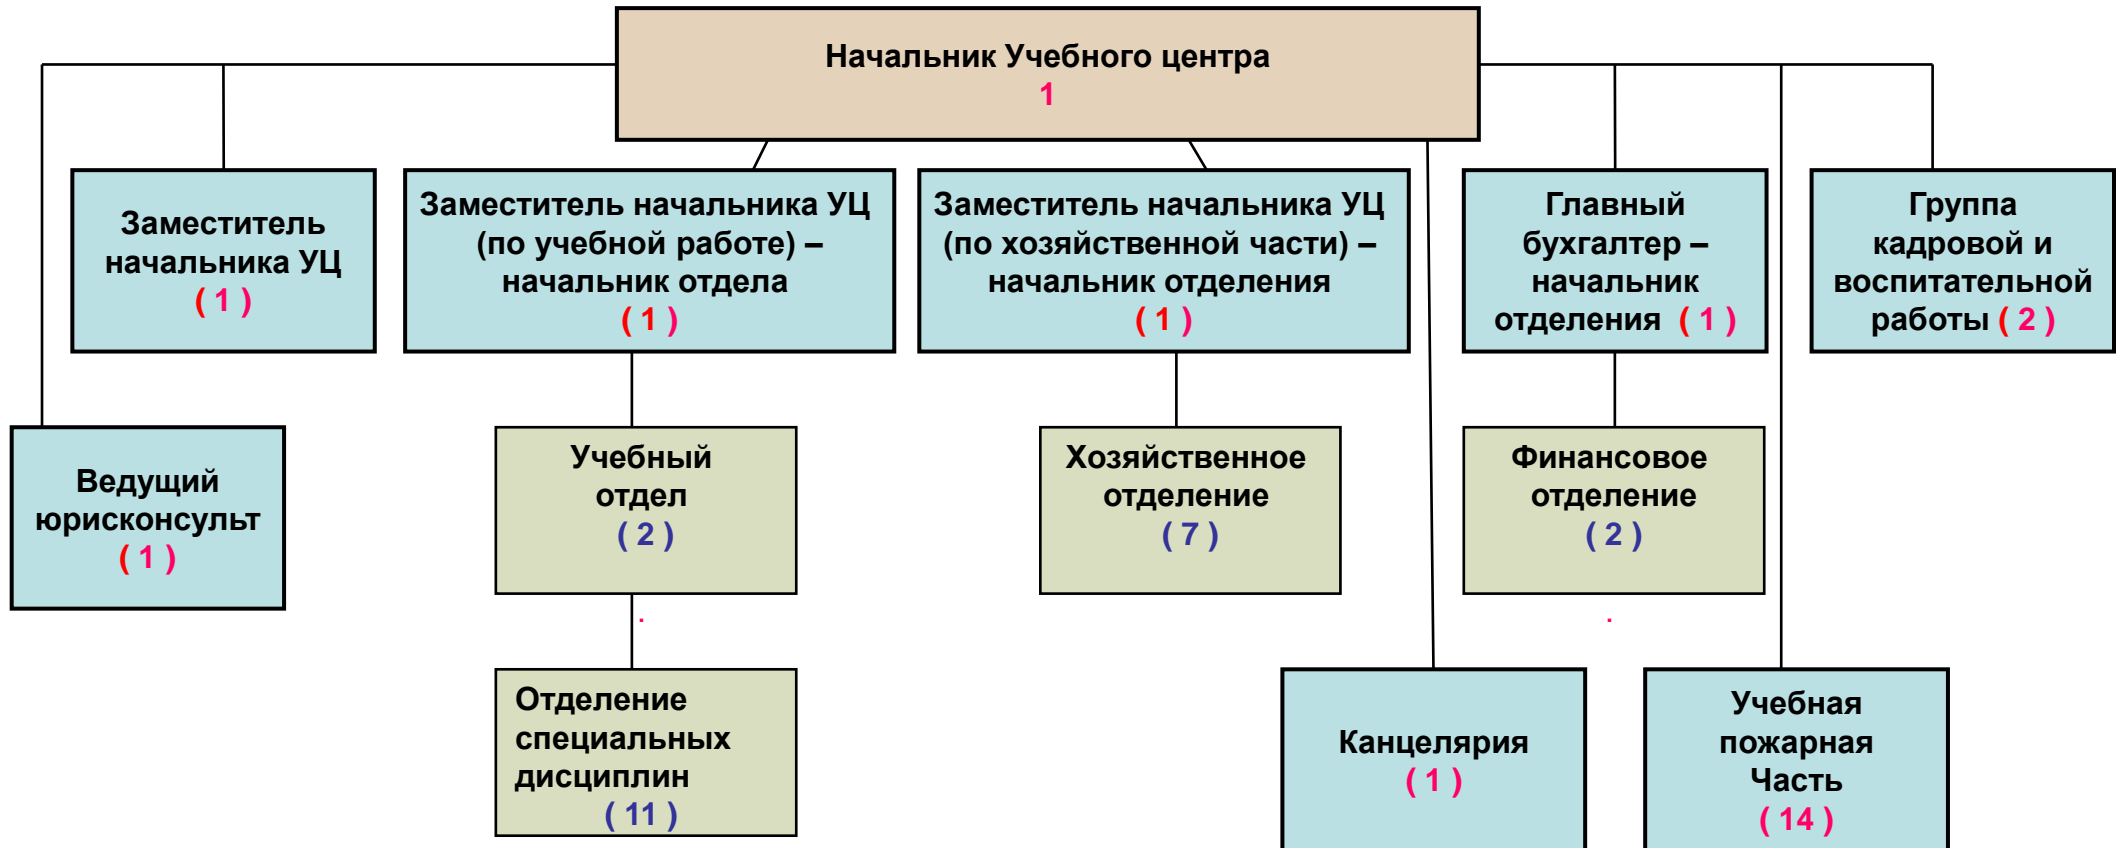 Начальник Учебного центра
1
Заместитель
начальника УЦ
( 1 )
Заместитель начальника УЦ
(по учебной работе) –
начальник отдела
( 1 )
Заместитель начальника УЦ
(по хозяйственной части) –
начальник отделения
( 1 )
Главный
бухгалтер –
начальник
отделения ( 1 )
Группа
кадровой и
воспитательной
работы ( 2 )
Ведущий
юрисконсульт
( 1 )
Учебный
отдел
( 2 )
Хозяйственное
отделение
( 7 )
Финансовое
отделение
( 2 )
.
.
Отделение
специальных
дисциплин
( 11 )
Канцелярия
( 1 )
Учебная
пожарная
Часть
( 14 )